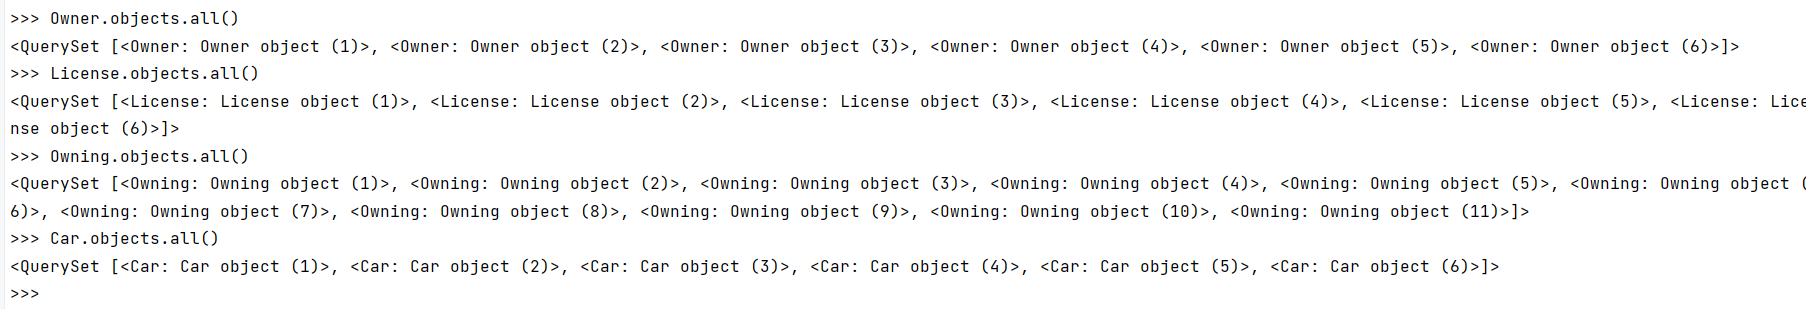 >>> Owner.objects.all()
<QuerySet [<Owner: Owner object (1)>, <Owner: Owner object (2)>, <Owner: Owner object (3)>, <Owner: Owner object (4)>, <Owner: Owner object (5)>, <Owner: Owner object (6)>]>
>>> License.objects.all()
<QuerySet [<License: License object (1)>, <License: License object (2)>, <License: License object (3)>, <License: License object (4)>, <License: License object (5)>, <License: Lice
nse object (6)>]>
>>> Owning.objects.all()
<QuerySet [<Owning: Owning object (1)>, <Owning: Owning object (2)>, <Owning: Owning object (3)>, <Owning: Owning object (4)>, <Owning: Owning object (5)>, <Owning: Owning object (
6)>, <Owning: Owning object (7)>, <Owning: Owning object (8)>, <Owning: Owning object (9)>, <Owning: Owning object (10)>, <Owning: Owning object (11)>]>
>>> Car.objects.all()
<QuerySet [<Car: Car object (1)>, <Car: Car object (2)>, <Car: Car object (3)>, <Car: Car object (4)>, <Car: Car object (5)>, <Car: Car object (6)>]>
>>>